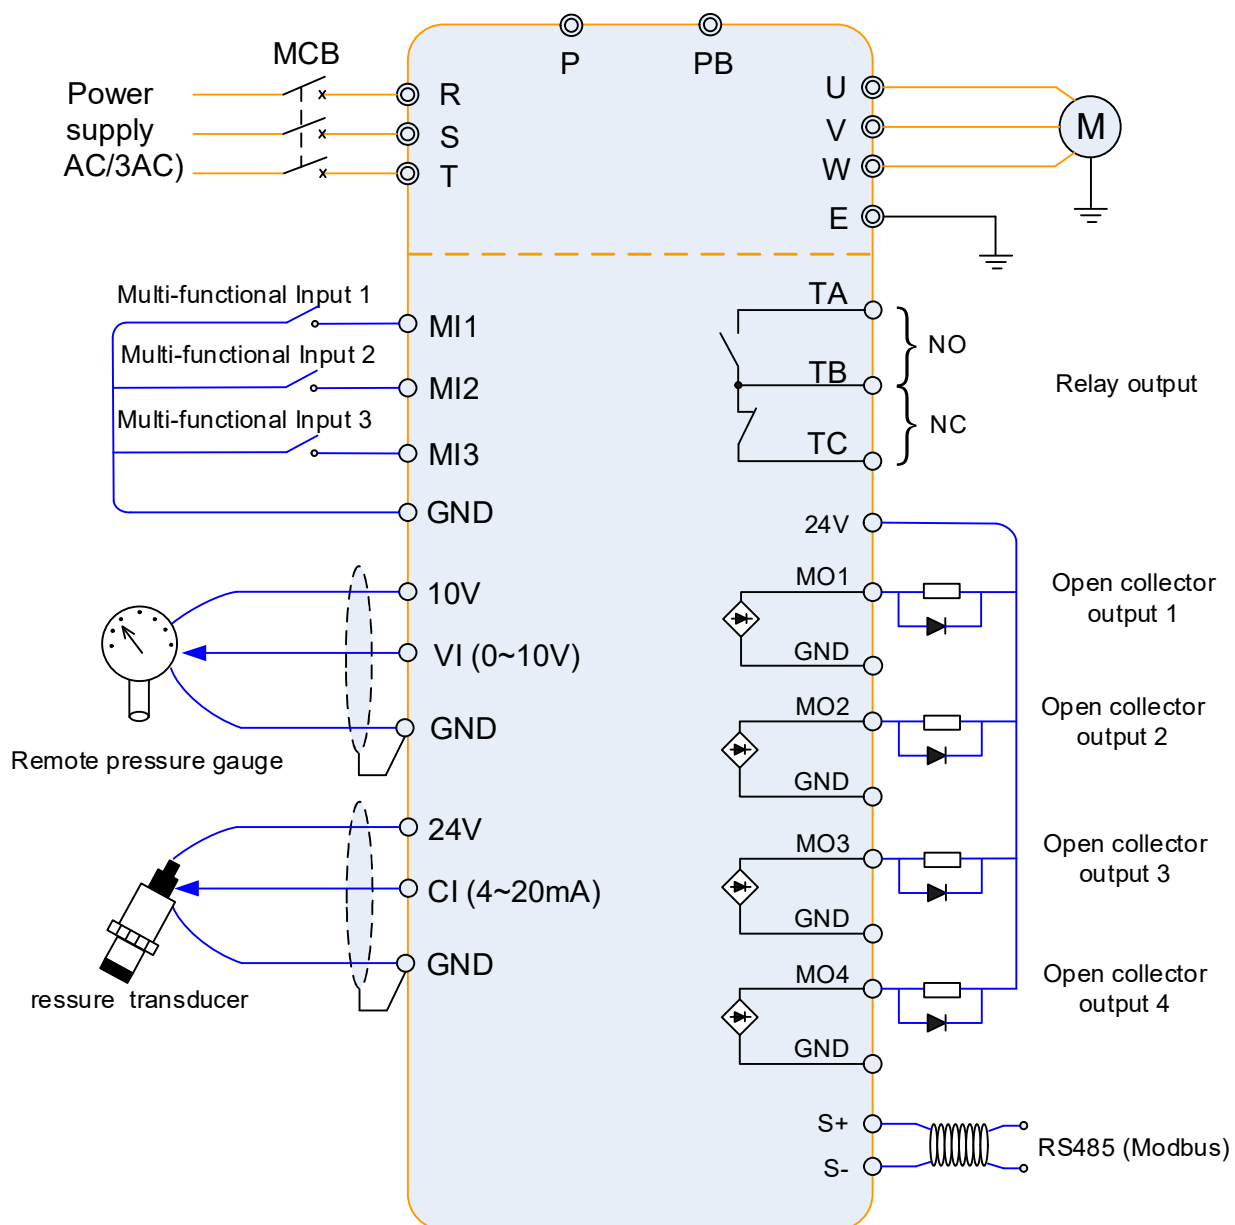 P
PB
MCB
Power
supply
AC/3AC)
R
S
T
U
V
W
E
M
Multi-functional Input 1
MI1
Multi-functional Input 2
MI2
Multi-functional Input 3
MI3
GND
TA
TB
TC
NO
NC
Relay output
10V
VI (0~10V)
GND
Remote pressure gauge
24V
CI (4~20mA)
GND
ressure transducer
24V
MO1
GND
Open collector
output 1
MO2
GND
Open collector
output 2
MO3
GND
Open collector
output 3
MO4
GND
Open collector
output 4
S+
S-
RS485 (Modbus)